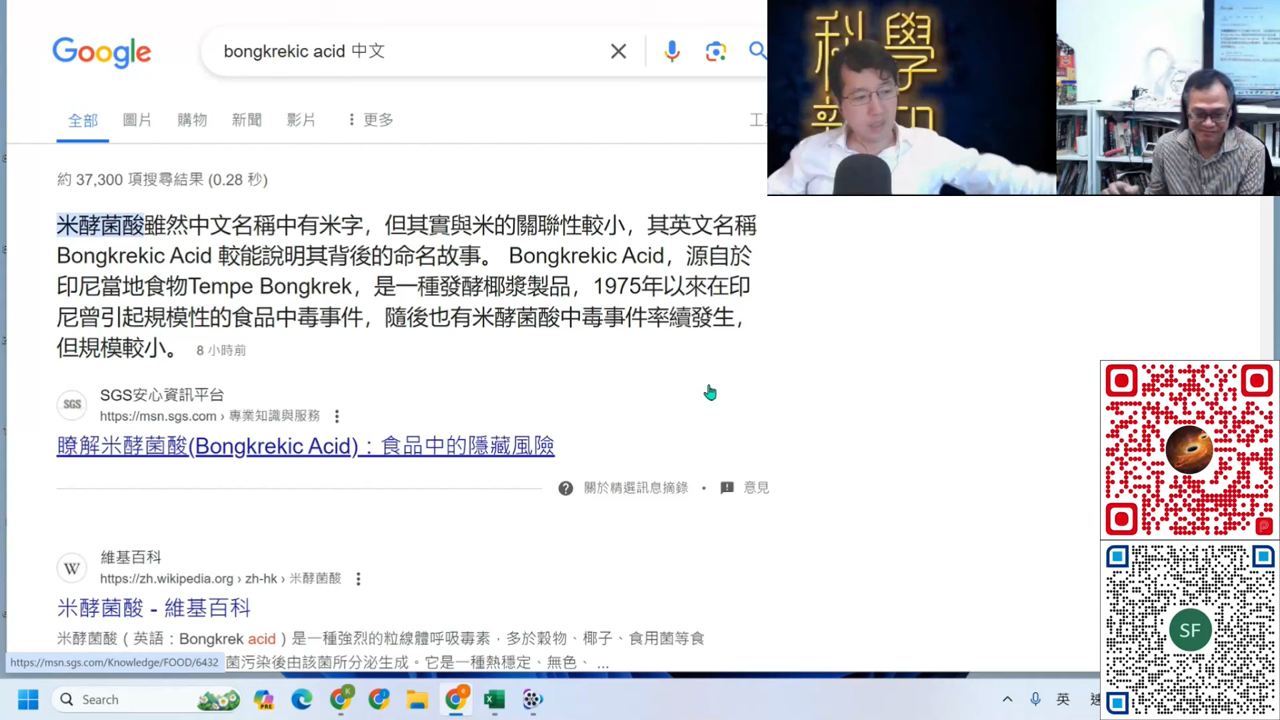 Google
bongkrekic acid 中文
全部 圖片 購物 新聞 影片 更多
約 37,300 項搜尋結果 (0.28 秒)
米酵菌酸雖然中文名稱中有米字，但其實與米的關聯性較小，其英文名稱
Bongkrekic Acid 較能說明其背後的命名故事。 Bongkrekic Acid，源自於
印尼當地食物Tempe Bongkrek，是一種發酵椰漿製品，1975年以來在印
尼曾引起規模性的食品中毒事件，隨後也有米酵菌酸中毒事件率續發生，
但規模較小。 8 小時前
SGS SGS安心資訊平台
https://msn.sgs.com › 專業知識與服務
瞭解米酵菌酸(Bongkrekic Acid)：食品中的隱藏風險
關於精選訊息摘錄 • 意見
W 維基百科
https://zh.wikipedia.org › zh-hk › 米酵菌酸
米酵菌酸 - 維基百科
米酵菌酸（英語：Bongkrek acid）是一種強烈的粒線體呼吸毒素，多於穀物、椰子、食用菌等食
菌污染後由該菌所分泌生成。它是一種熱穩定、無色、 ...
https://msn.sgs.com/Knowledge/FOOD/6432
Search
英
科學
SF